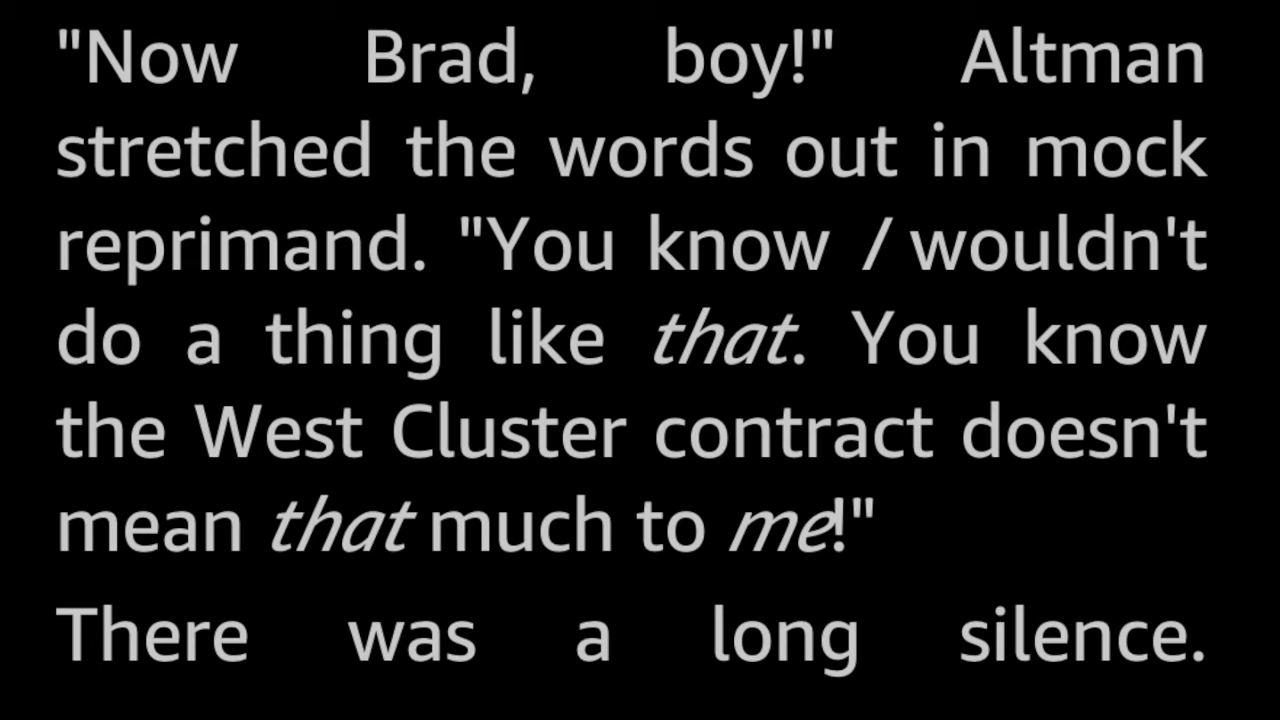 "Now Brad, boy!" Altman
stretched the words out in mock
reprimand. "You know / wouldn't
do a thing like that. You know
the West Cluster contract doesn't
mean that much to me!"
There was a long silence.